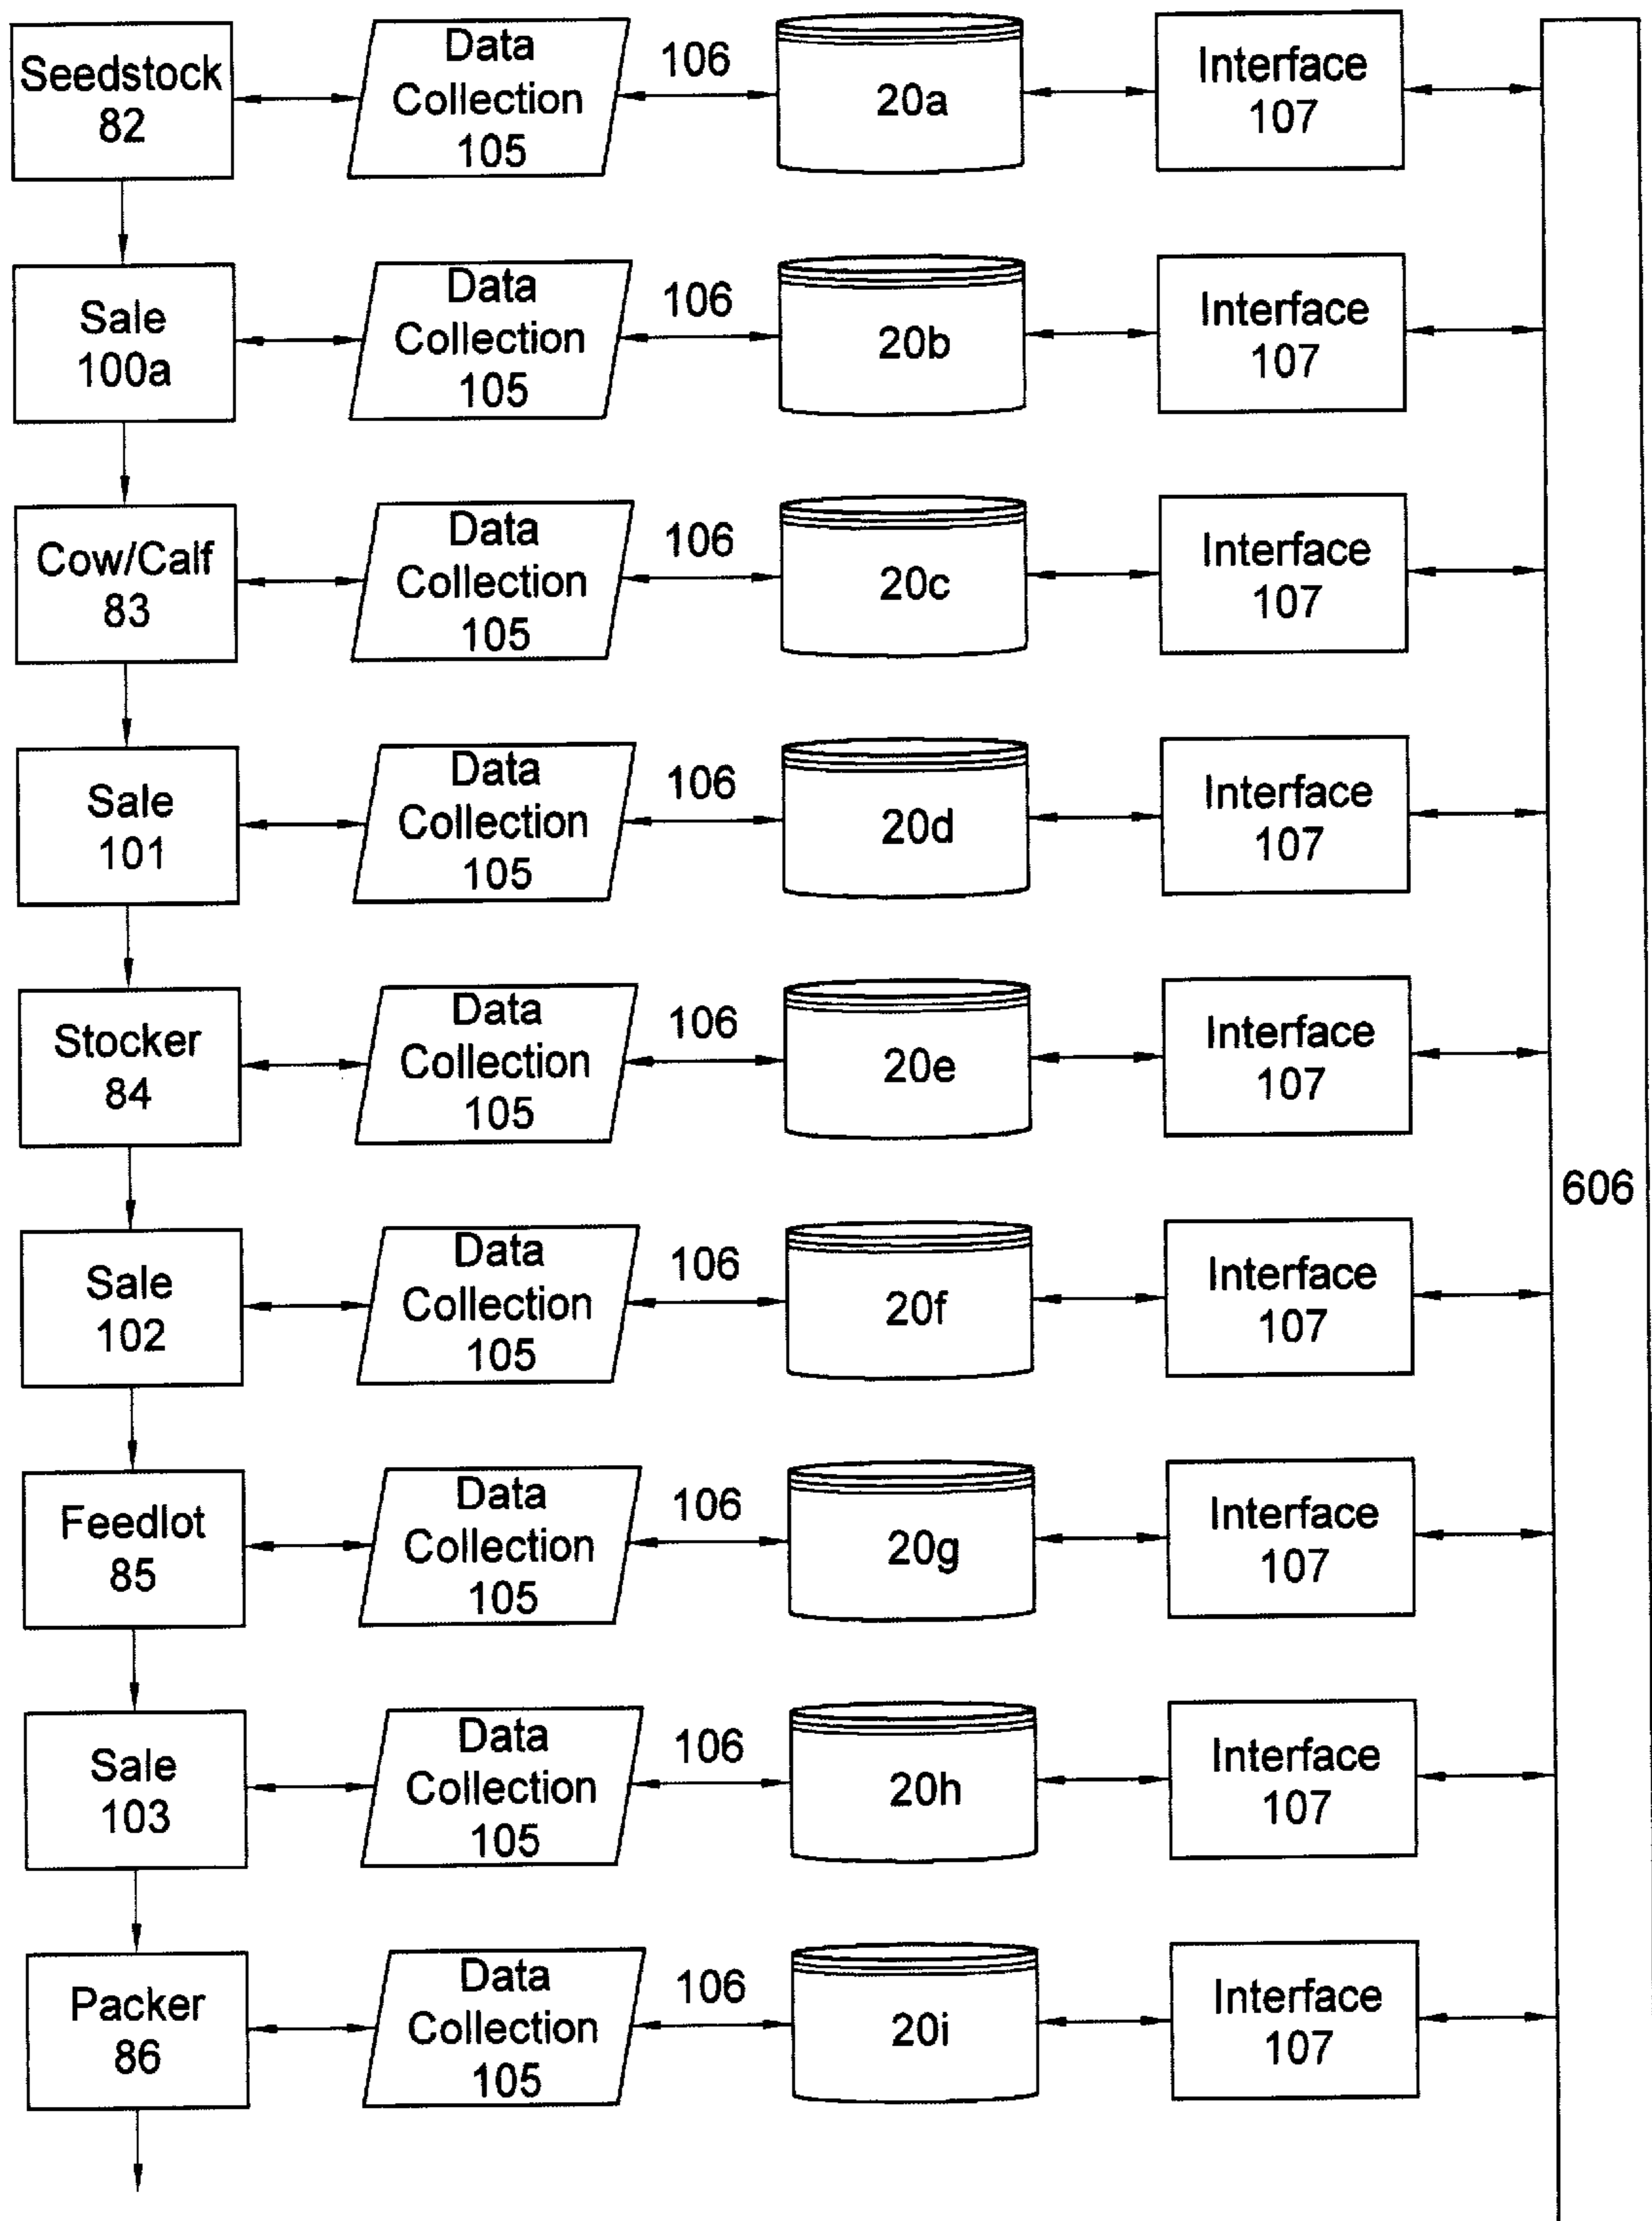 Seedstock
82
Data
Collection
105
106
20a
Interface
107
Sale
100a
Data
Collection
105
106
20b
Interface
107
Cow/Calf
83
Data
Collection
105
106
20c
Interface
107
Sale
101
Data
Collection
105
106
20d
Interface
107
Stocker
84
Data
Collection
105
106
20e
Interface
107
606
Sale
102
Data
Collection
105
106
20f
Interface
107
Feedlot
85
Data
Collection
105
106
20g
Interface
107
Sale
103
Data
Collection
105
106
20h
Interface
107
Packer
86
Data
Collection
105
106
20i
Interface
107